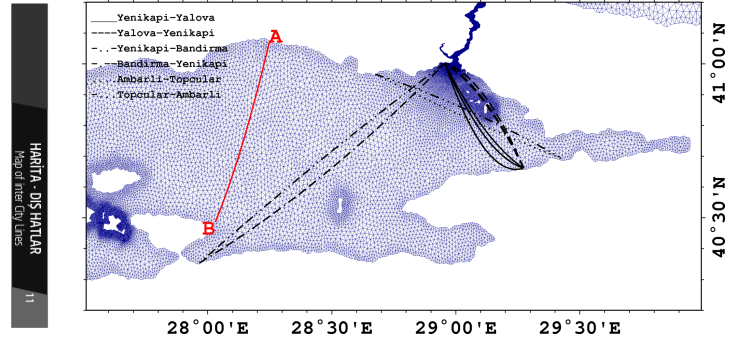 HARİTA - DIŞ HATLAR
Map of inter City Lines
11
Yenikapi-Yalova
Yalova-Yenikapi
Yenikapi-Bandirma
Bandirma-Yenikapi
Ambarli-Topcular
Topcular-Ambarli
A
B
41°00'N
40°30'N
28°00'E
28°30'E
29°00'E
29°30'E